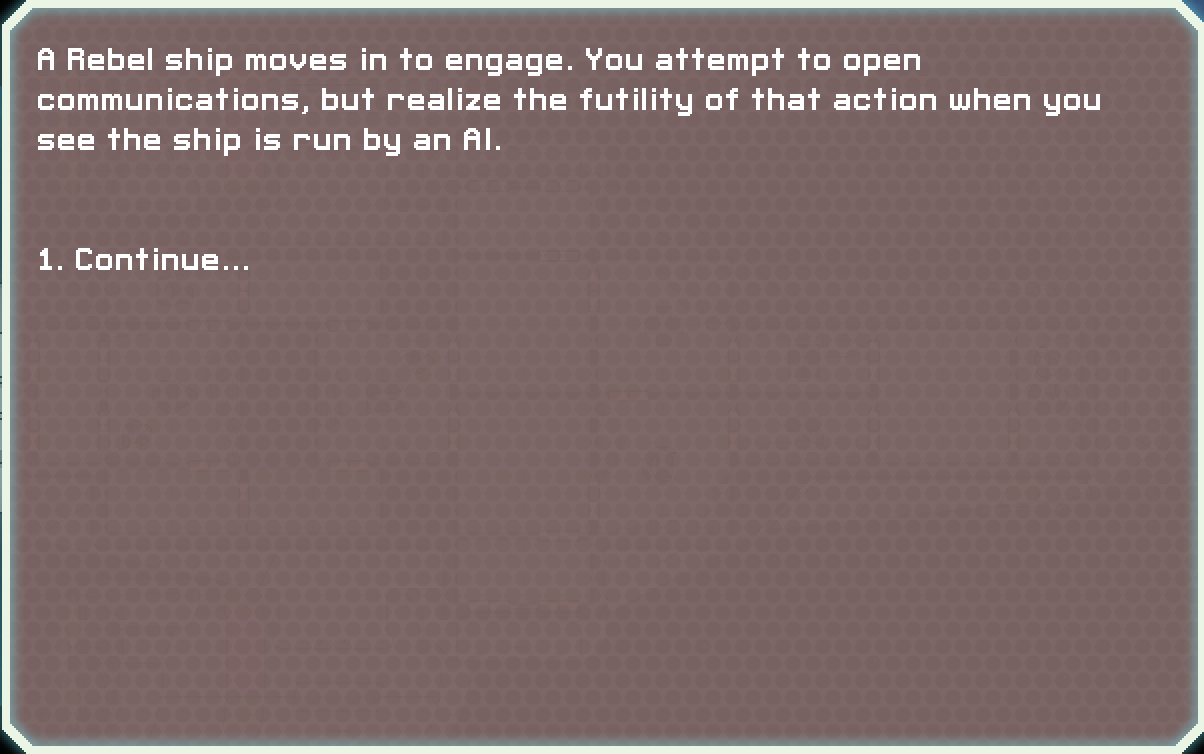 A Rebel ship moves in to engage. You attempt to open
communications, but realize the futility of that action when you
see the ship is run by an AI.
1. Continue...